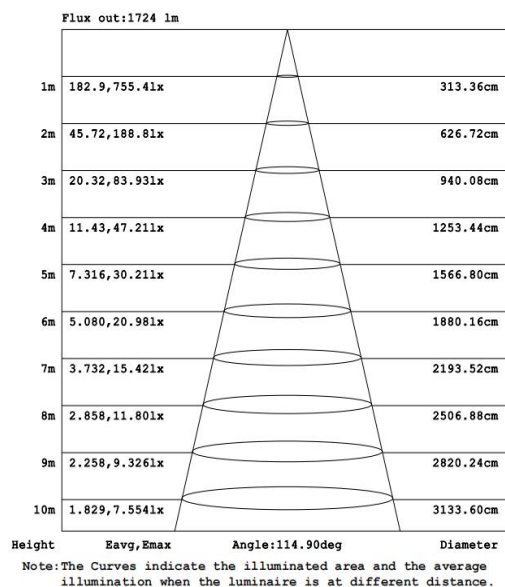 Flux out:1724 lm
1m 182.9,755.4lx 313.36cm
2m 45.72,188.8lx 626.72cm
3m 20.32,83.93lx 940.08cm
4m 11.43,47.21lx 1253.44cm
5m 7.316,30.21lx 1566.80cm
6m 5.080,20.98lx 1880.16cm
7m 3.732,15.42lx 2193.52cm
8m 2.858,11.80lx 2506.88cm
9m 2.258,9.326lx 2820.24cm
10m 1.829,7.554lx 3133.60cm
Height Eavg,Emax Angle:114.90deg Diameter
Note:The Curves indicate the illuminated area and the average
illumination when the luminaire is at different distance.